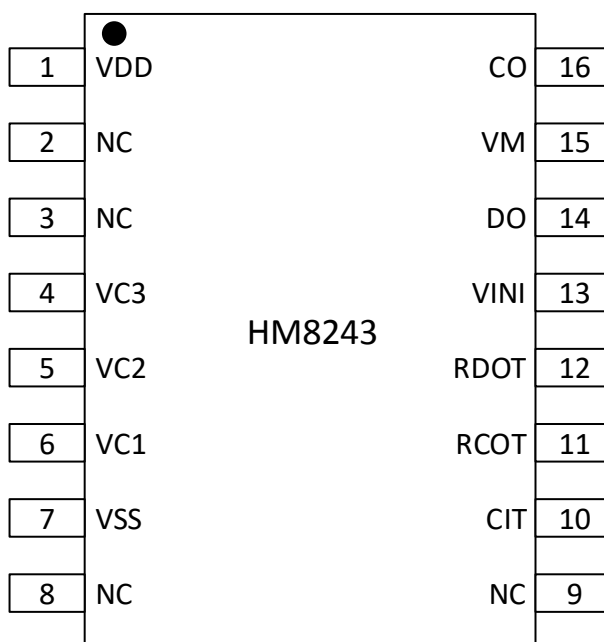 1 VDD CO 16
2 NC VM 15
3 NC DO 14
4 VC3 VINI 13
HM8243
5 VC2 RDOT 12
6 VC1 RCOT 11
7 VSS CIT 10
8 NC NC 9